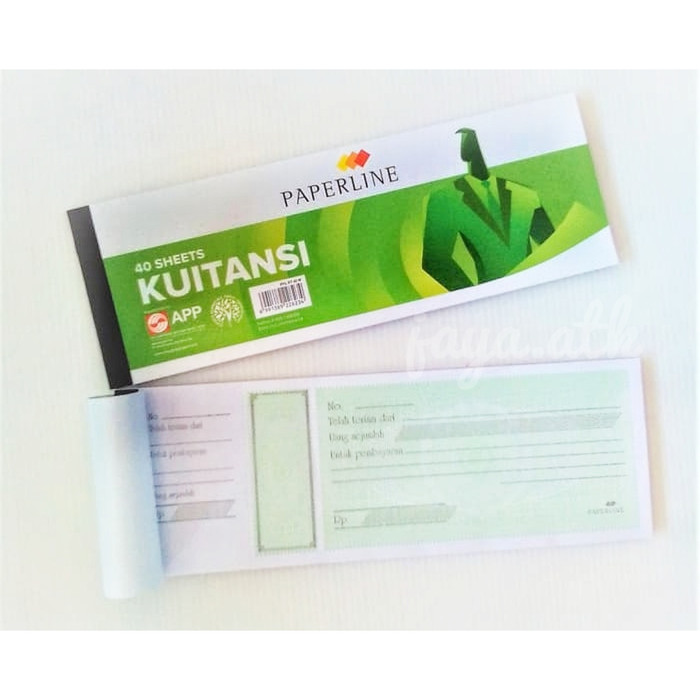 PAPERLINE
40 SHEETS
KUITANSI
APP
jaya.atk
No.
Telah terima dari
Untuk pembayaran
Uang sejumlah
Rp
No.
Telah terima dari
Uang sejumlah
Untuk pembayaran
Rp
PAPERLINE